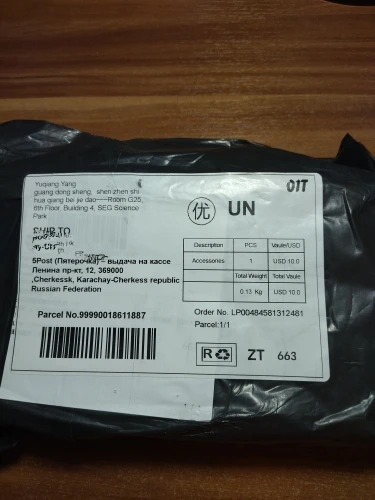 Yuqiang Yang
guang dong sheng, shen zhen shi
hua qiang bei jie dao----Robm G25,
6th Floor, Building 4, SEG Science
Park
SHIP TO
5Post (Пятерочка) – выдача на кассе
Ленина пр-кт, 12, 369000
,Cherkessk, Karachay-Cherkess republic
Russian Federation
Parcel No.99990018611887
01T
优 UN
Description PCS Vaule/USD
Accessories 1 USD 10.0
Total Weight Total Vaule
0.13 Kg USD 10.0
Order No. LP00484581312481
Parcel:1/1
R ZT 663